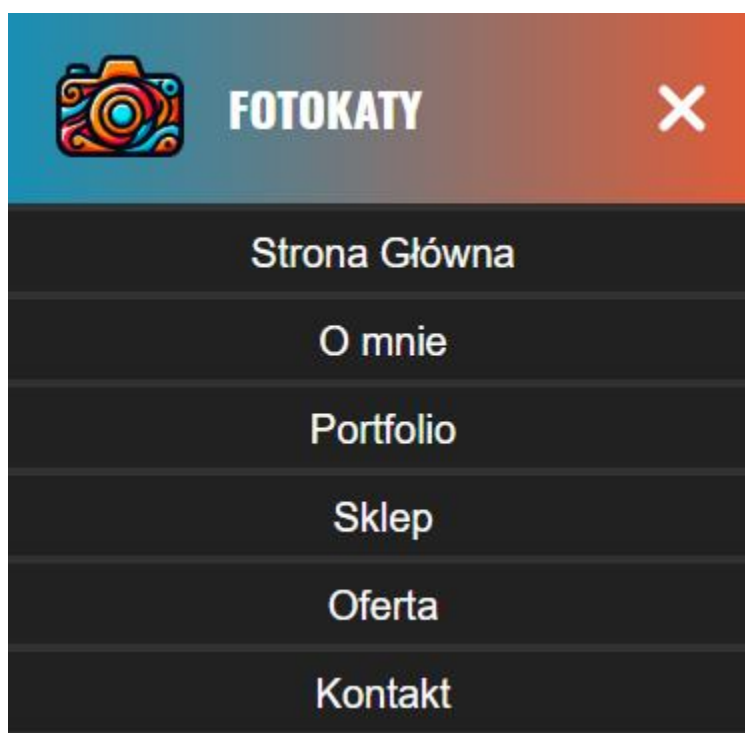 FOTOKATY
Strona Główna
O mnie
Portfolio
Sklep
Oferta
Kontakt